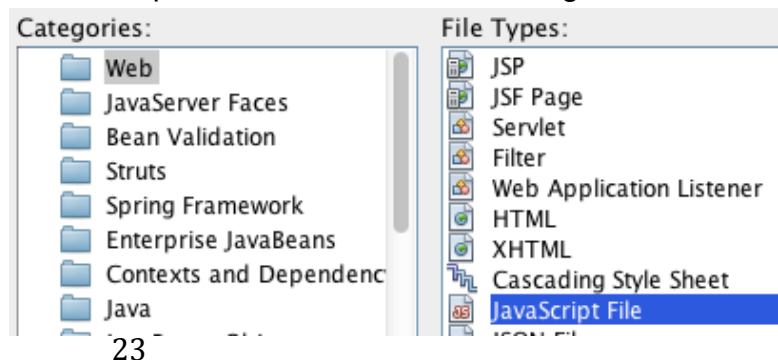 Categories:
Web
JavaServer Faces
Bean Validation
Struts
Spring Framework
Enterprise JavaBeans
Contexts and Dependenc
Java
File Types:
JSP
JSF Page
Servlet
Filter
Web Application Listener
HTML
XHTML
Cascading Style Sheet
JavaScript File
23